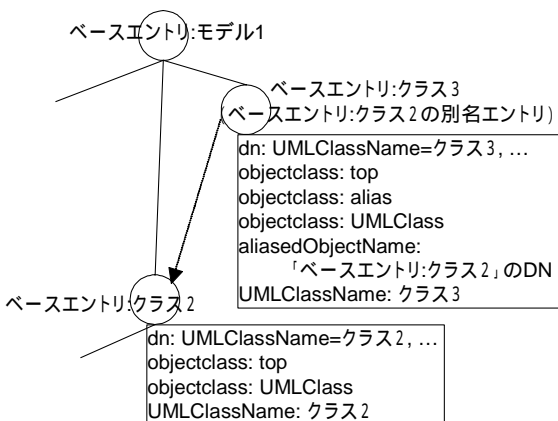 ベースエントリ:モデル1
ベースエントリ:クラス3
(ベースエントリ:クラス2の別名エントリ)
dn: UMLClassName=クラス3, …
objectclass: top
objectclass: alias
objectclass: UMLClass
aliasedObjectName:
「ベースエントリ:クラス2」のDN
UMLClassName: クラス3
ベースエントリ:クラス2
dn: UMLClassName=クラス2, …
objectclass: top
objectclass: UMLClass
UMLClassName: クラス2